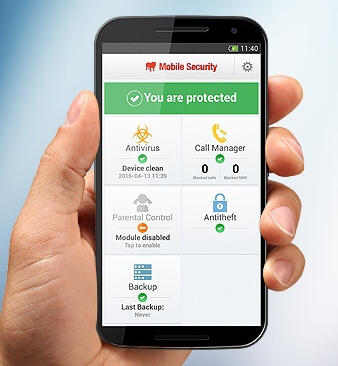 11:40
Mobile Security
You are protected
Antivirus
Device clean
2016-04-13 11:39
Call Manager
0 0
Blocked calls Blocked SMS
Parental Control
Module disabled
Tap to enable
Antitheft
Backup
Last Backup:
Never